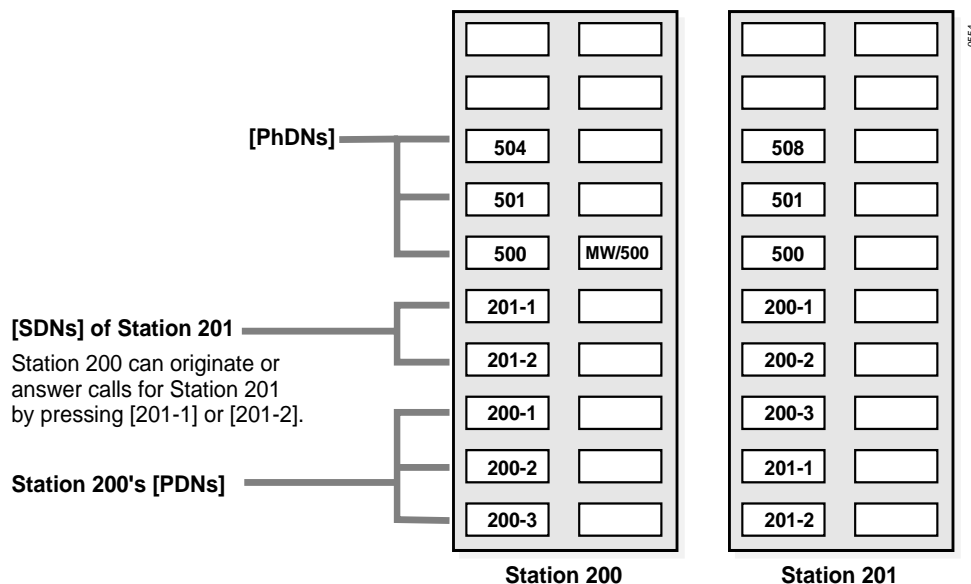 [PhDNs]
504
501
500 MW/500
201-1
201-2
200-1
200-2
200-3
[SDNs] of Station 201
Station 200 can originate or
answer calls for Station 201
by pressing [201-1] or [201-2].
Station 200's [PDNs]
Station 200
508
501
500
200-1
200-2
200-3
201-1
201-2
Station 201